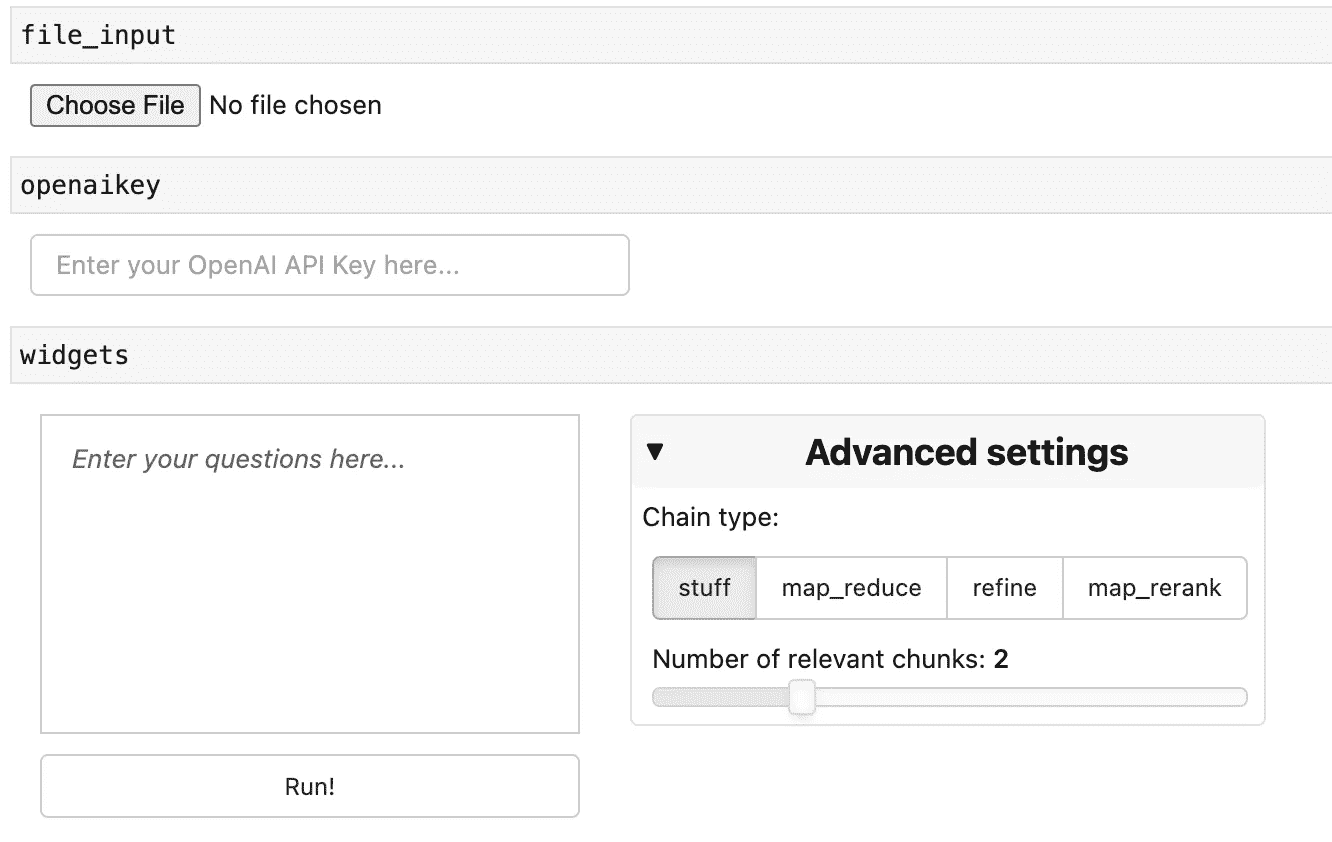 file_input
Choose File No file chosen
openaikey
Enter your OpenAI API Key here...
widgets
Enter your questions here...
Run!
▼ Advanced settings
Chain type:
stuff map_reduce refine map_rerank
Number of relevant chunks: 2